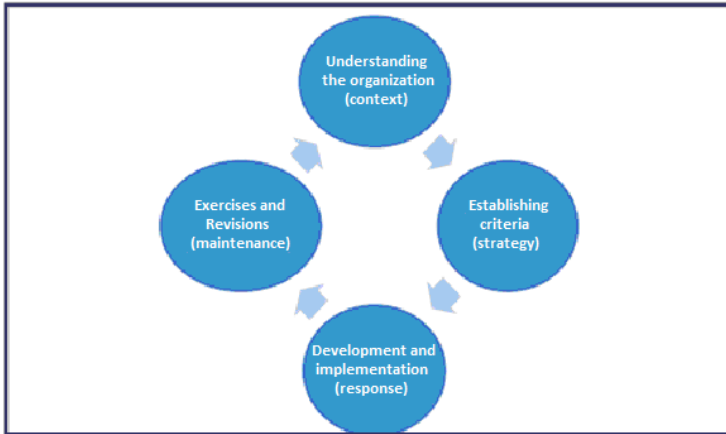 Understanding
the organization
(context)
Exercises and
Revisions
(maintenance)
Establishing
criteria
(strategy)
Development and
implementation
(response)